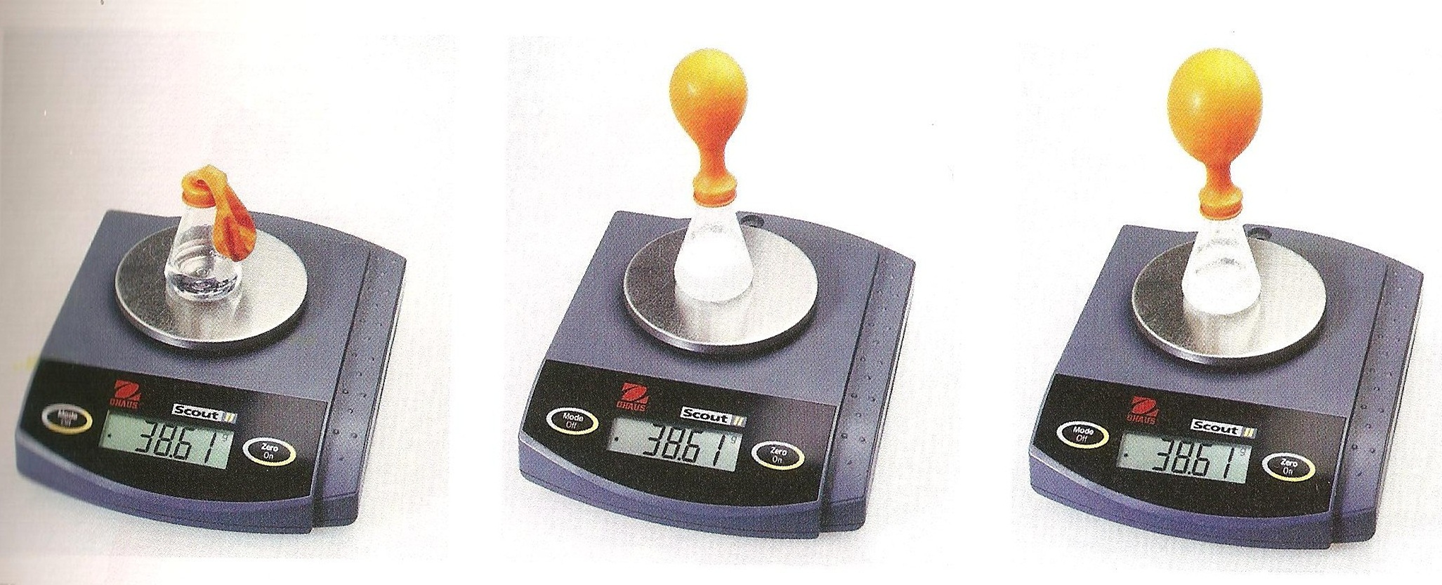 OHAUS
Scout II
Mode
Off
38.61 g
Zero
On
OHAUS
Scout II
Mode
Off
38.61 g
Zero
On
OHAUS
Scout II
Mode
Off
38.61 g
Zero
On